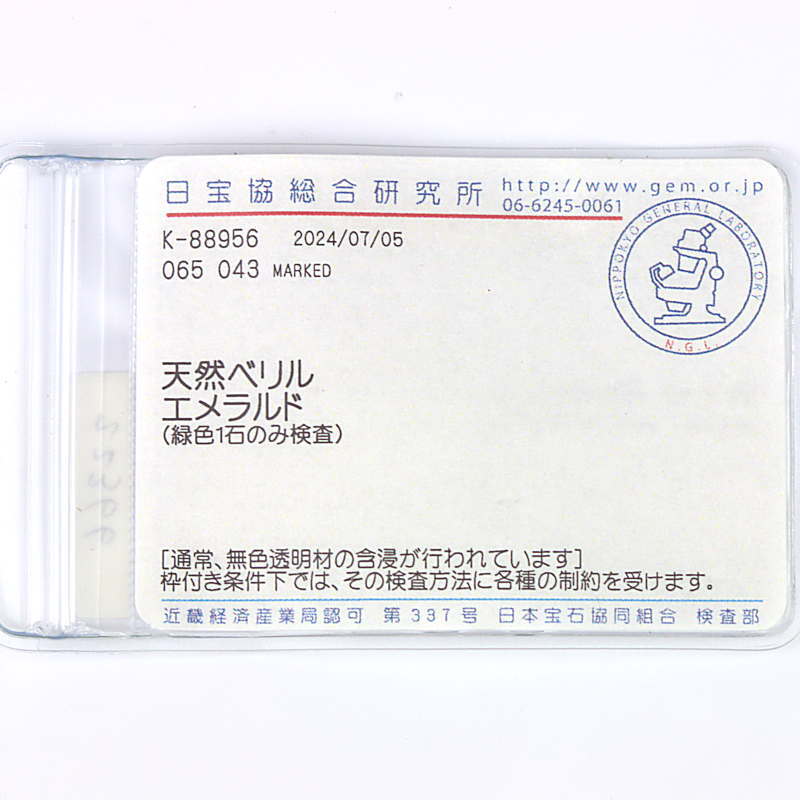 日宝協総合研究所 http://www.gem.or.jp
06-6245-0061
K-88956 2024/07/05
065 043 MARKED
NIPPOKYO GENERAL LABORATORY
N.G.L.
天然ベリル
エメラルド
(緑色1石のみ検査)
[通常、無色透明材の含浸が行われています]
枠付き条件下では、その検査方法に各種の制約を受けます。
近畿経済産業局認可 第337号 日本宝石協同組合 検査部